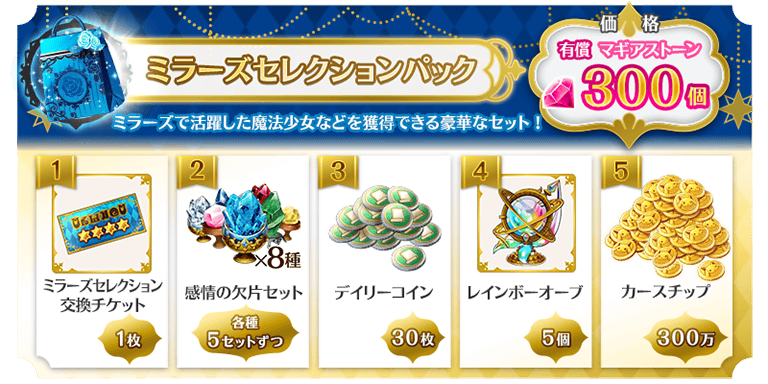 ミラーズセレクションパック
価格
有償 マギアストーン
300個
ミラーズで活躍した魔法少女などを獲得できる豪華なセット！
1
ミラーズセレクション
交換チケット
1枚
2
×8種
感情の欠片セット
各種
5セットずつ
3
デイリーコイン
30枚
4
レインボーオーブ
5個
5
カースチップ
300万